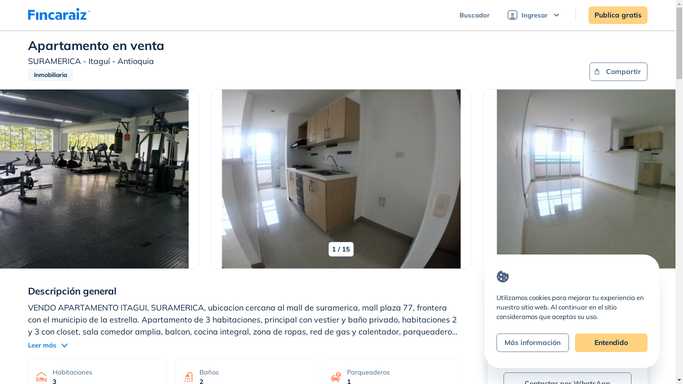 Fincaraiz
Buscador
Ingresar
Publica gratis
Apartamento en venta
SURAMERICA - Itaguí - Antioquia
Inmobiliaria
Compartir
1 / 15
Descripción general
VENDO APARTAMENTO ITAGUI, SURAMERICA, ubicacion cercana al mall de suramerica, mall plaza 77, frontera
con el municipio de la estrella. Apartamento de 3 habitaciones, principal con vestier y baño privado, habitaciones 2
y 3 con closet, sala comedor amplia, balcon, cocina integral, zona de ropas, red de gas y calentador, parqueadero...
Leer más
Utilizamos cookies para mejorar tu experiencia en
nuestro sitio web. Al continuar en el sitio
consideramos que aceptas su uso.
Más información
Entendido
Habitaciones
3
Baños
2
Parqueaderos
1
Contactar por WhatsApp